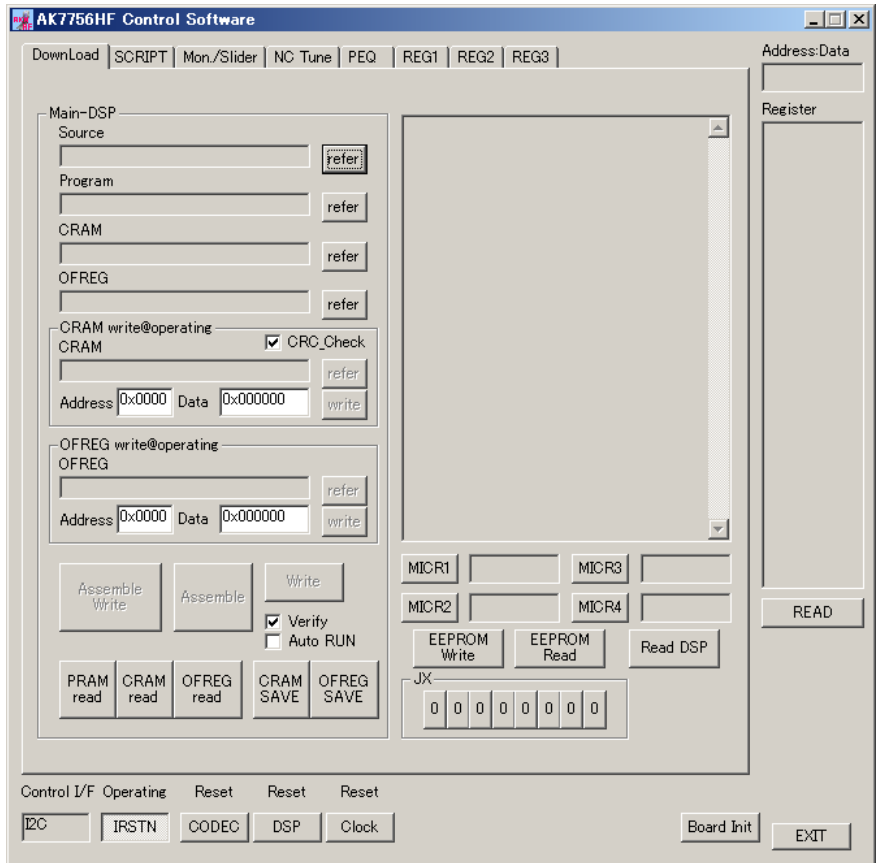 AK7756HF Control Software
DownLoad SCRIPT Mon./Slider NC Tune PEQ REG1 REG2 REG3
Address:Data
Register
Main-DSP
Source
refer
Program
refer
CRAM
refer
OFREG
refer
CRAM write@operating
CRAM
CRC_Check
refer
Address 0x0000 Data 0x000000 write
OFREG write@operating
OFREG
refer
Address 0x0000 Data 0x000000 write
Assemble
Write
Assemble
Write
Verify
Auto RUN
PRAM
read
CRAM
read
OFREG
read
CRAM
SAVE
OFREG
SAVE
MICR1 MICR3
MICR2 MICR4
EEPROM
Write
EEPROM
Read
Read DSP
JX
0 0 0 0 0 0 0 0
READ
Control I/F Operating Reset Reset Reset
I2C IRSTN CODEC DSP Clock Board Init EXIT